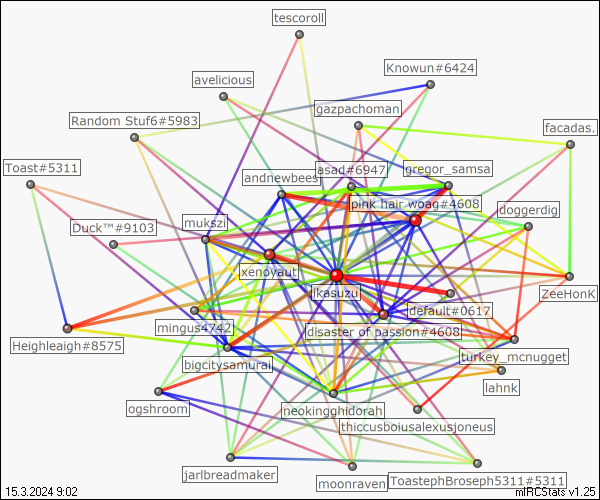 tescoroll
Knowun#6424
avelicious
gazpachoman
Random Stuf6#5983
facadas.
Toast#5311
andrewbees
asad#6947
gregor_samsa
pink hair woag#4608
doggerdig
mukszi
Duck™#9103
xenoyaut
likasuzu
ZeeHonK
default#0617
mingus4742
disaster of passion#4608
Heighleaigh#8575
turkey_mcnugget
bigcitysamurai
lahnk
ogshroom
neokingghidorah
thiccusboiusalexusjoneus
jarlbreadmaker
moonraven
ToastephBroseph5311#5311
15.3.2024 9:02
mIRCStats v1.25